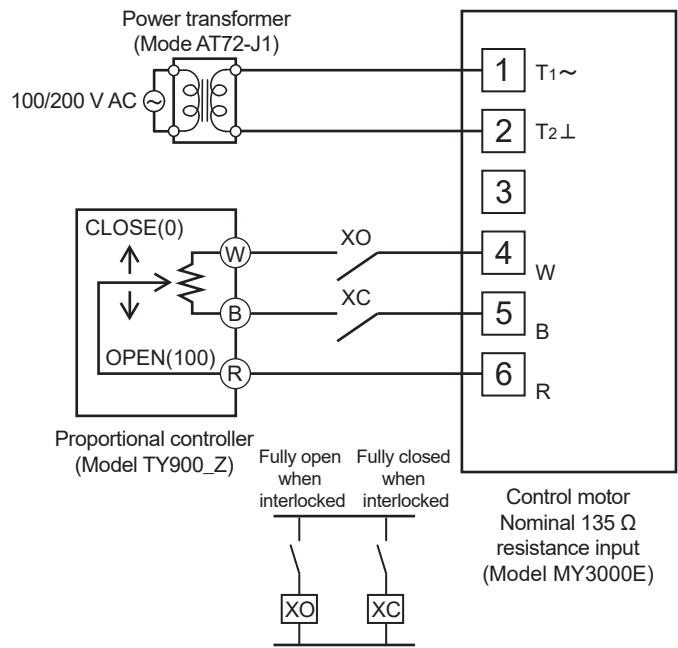 Power transformer
(Mode AT72-J1)
100/200 V AC
1 T1～
2 T2⊥
3
CLOSE(0)
W XO 4 W
B XC 5 B
OPEN(100)
R 6 R
Proportional controller
(Model TY900_Z)
Fully open
when
interlocked
Fully closed
when
interlocked
Control motor
Nominal 135 Ω
resistance input
(Model MY3000E)
XO XC